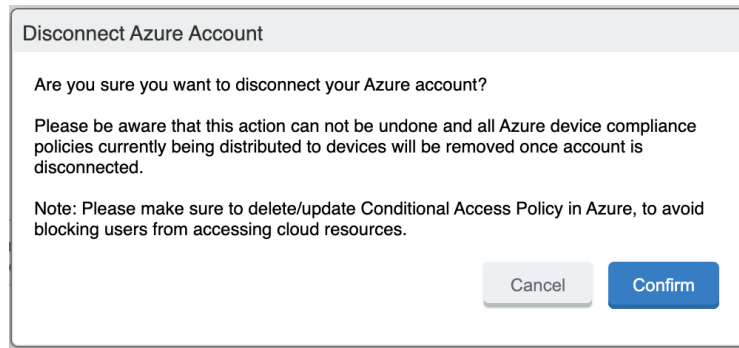 Disconnect Azure Account
Are you sure you want to disconnect your Azure account?
Please be aware that this action can not be undone and all Azure device compliance
policies currently being distributed to devices will be removed once account is
disconnected.
Note: Please make sure to delete/update Conditional Access Policy in Azure, to avoid
blocking users from accessing cloud resources.
Cancel
Confirm